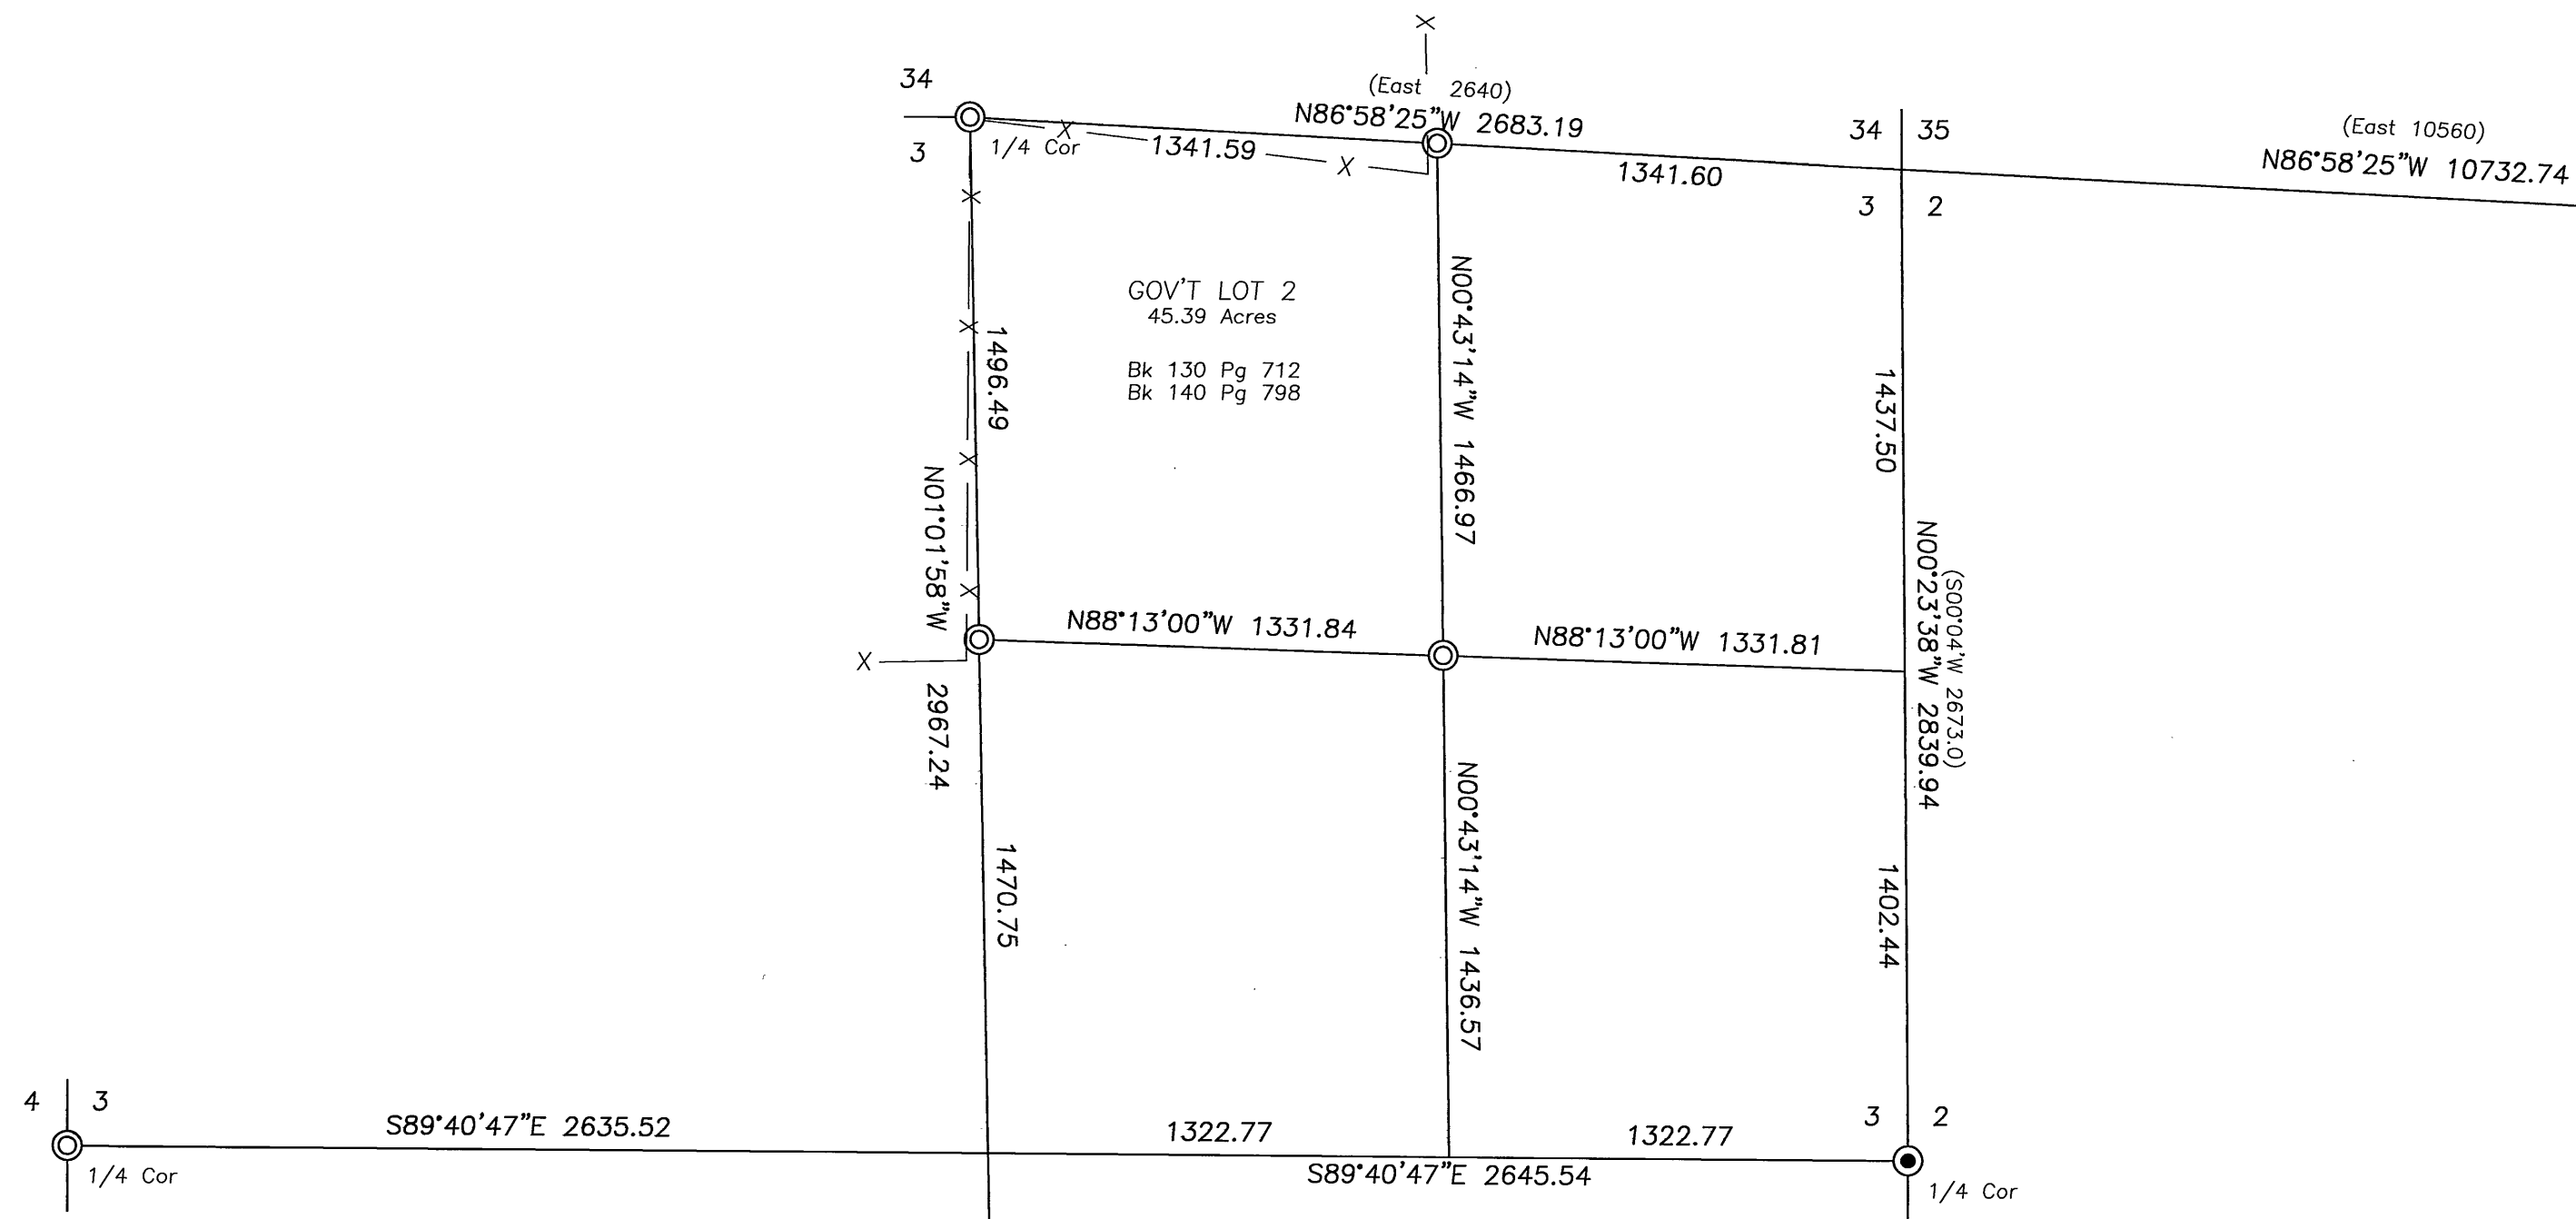 34
(East 2640)
N86°58'25"W 2683.19
34 35
(East 10560)
N86°58'25"W 10732.74
3
1/4 Cor
X
1341.59
X
1341.60
3 2
X
X
GOV'T LOT 2
45.39 Acres
Bk 130 Pg 712
Bk 140 Pg 798
N00°43'14"W 1466.97
1437.50
X
1496.49
X
N01°01'58"W 2967.24
X
N88°13'00"W 1331.84
N88°13'00"W 1331.81
N00°23'38"W 2839.94
(S00°04'W 2673.0)
X
1470.75
N00°43'14"W 1436.57
1402.44
4 3
S89°40'47"E 2635.52
1/4 Cor
1322.77
1322.77
3 2
S89°40'47"E 2645.54
1/4 Cor